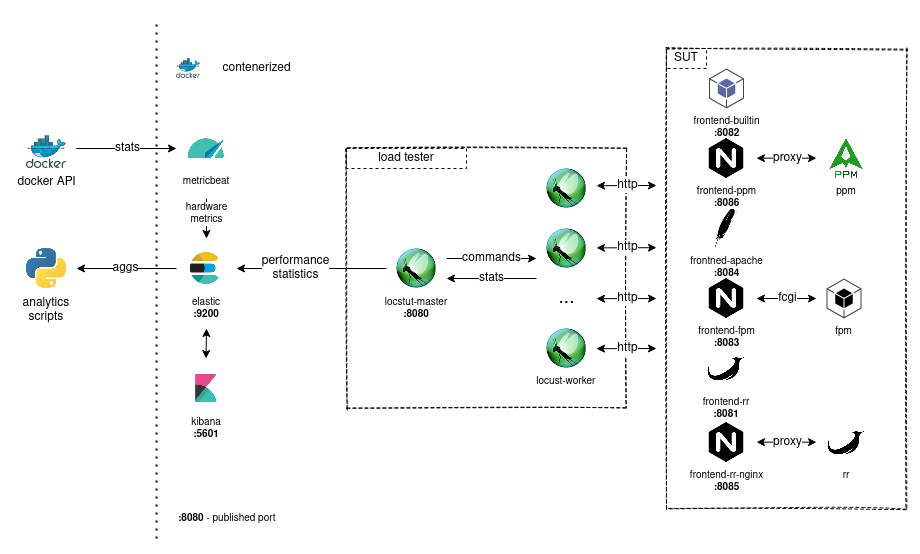 docker
contenerized
docker
docker API
stats
metricbeat
hardware
metrics
analytics
scripts
aggs
elastic
:9200
kibana
:5601
:8080 - published port
performance
statistics
load tester
locstut-master
:8080
commands
stats
...
locust-worker
http
http
http
http
SUT
frontend-builtin
:8082
proxy
frontend-ppm
:8086
PPM
ppm
frontned-apache
:8084
fcgi
frontend-fpm
:8083
fpm
frontend-rr
:8081
proxy
frontend-rr-nginx
:8085
rr